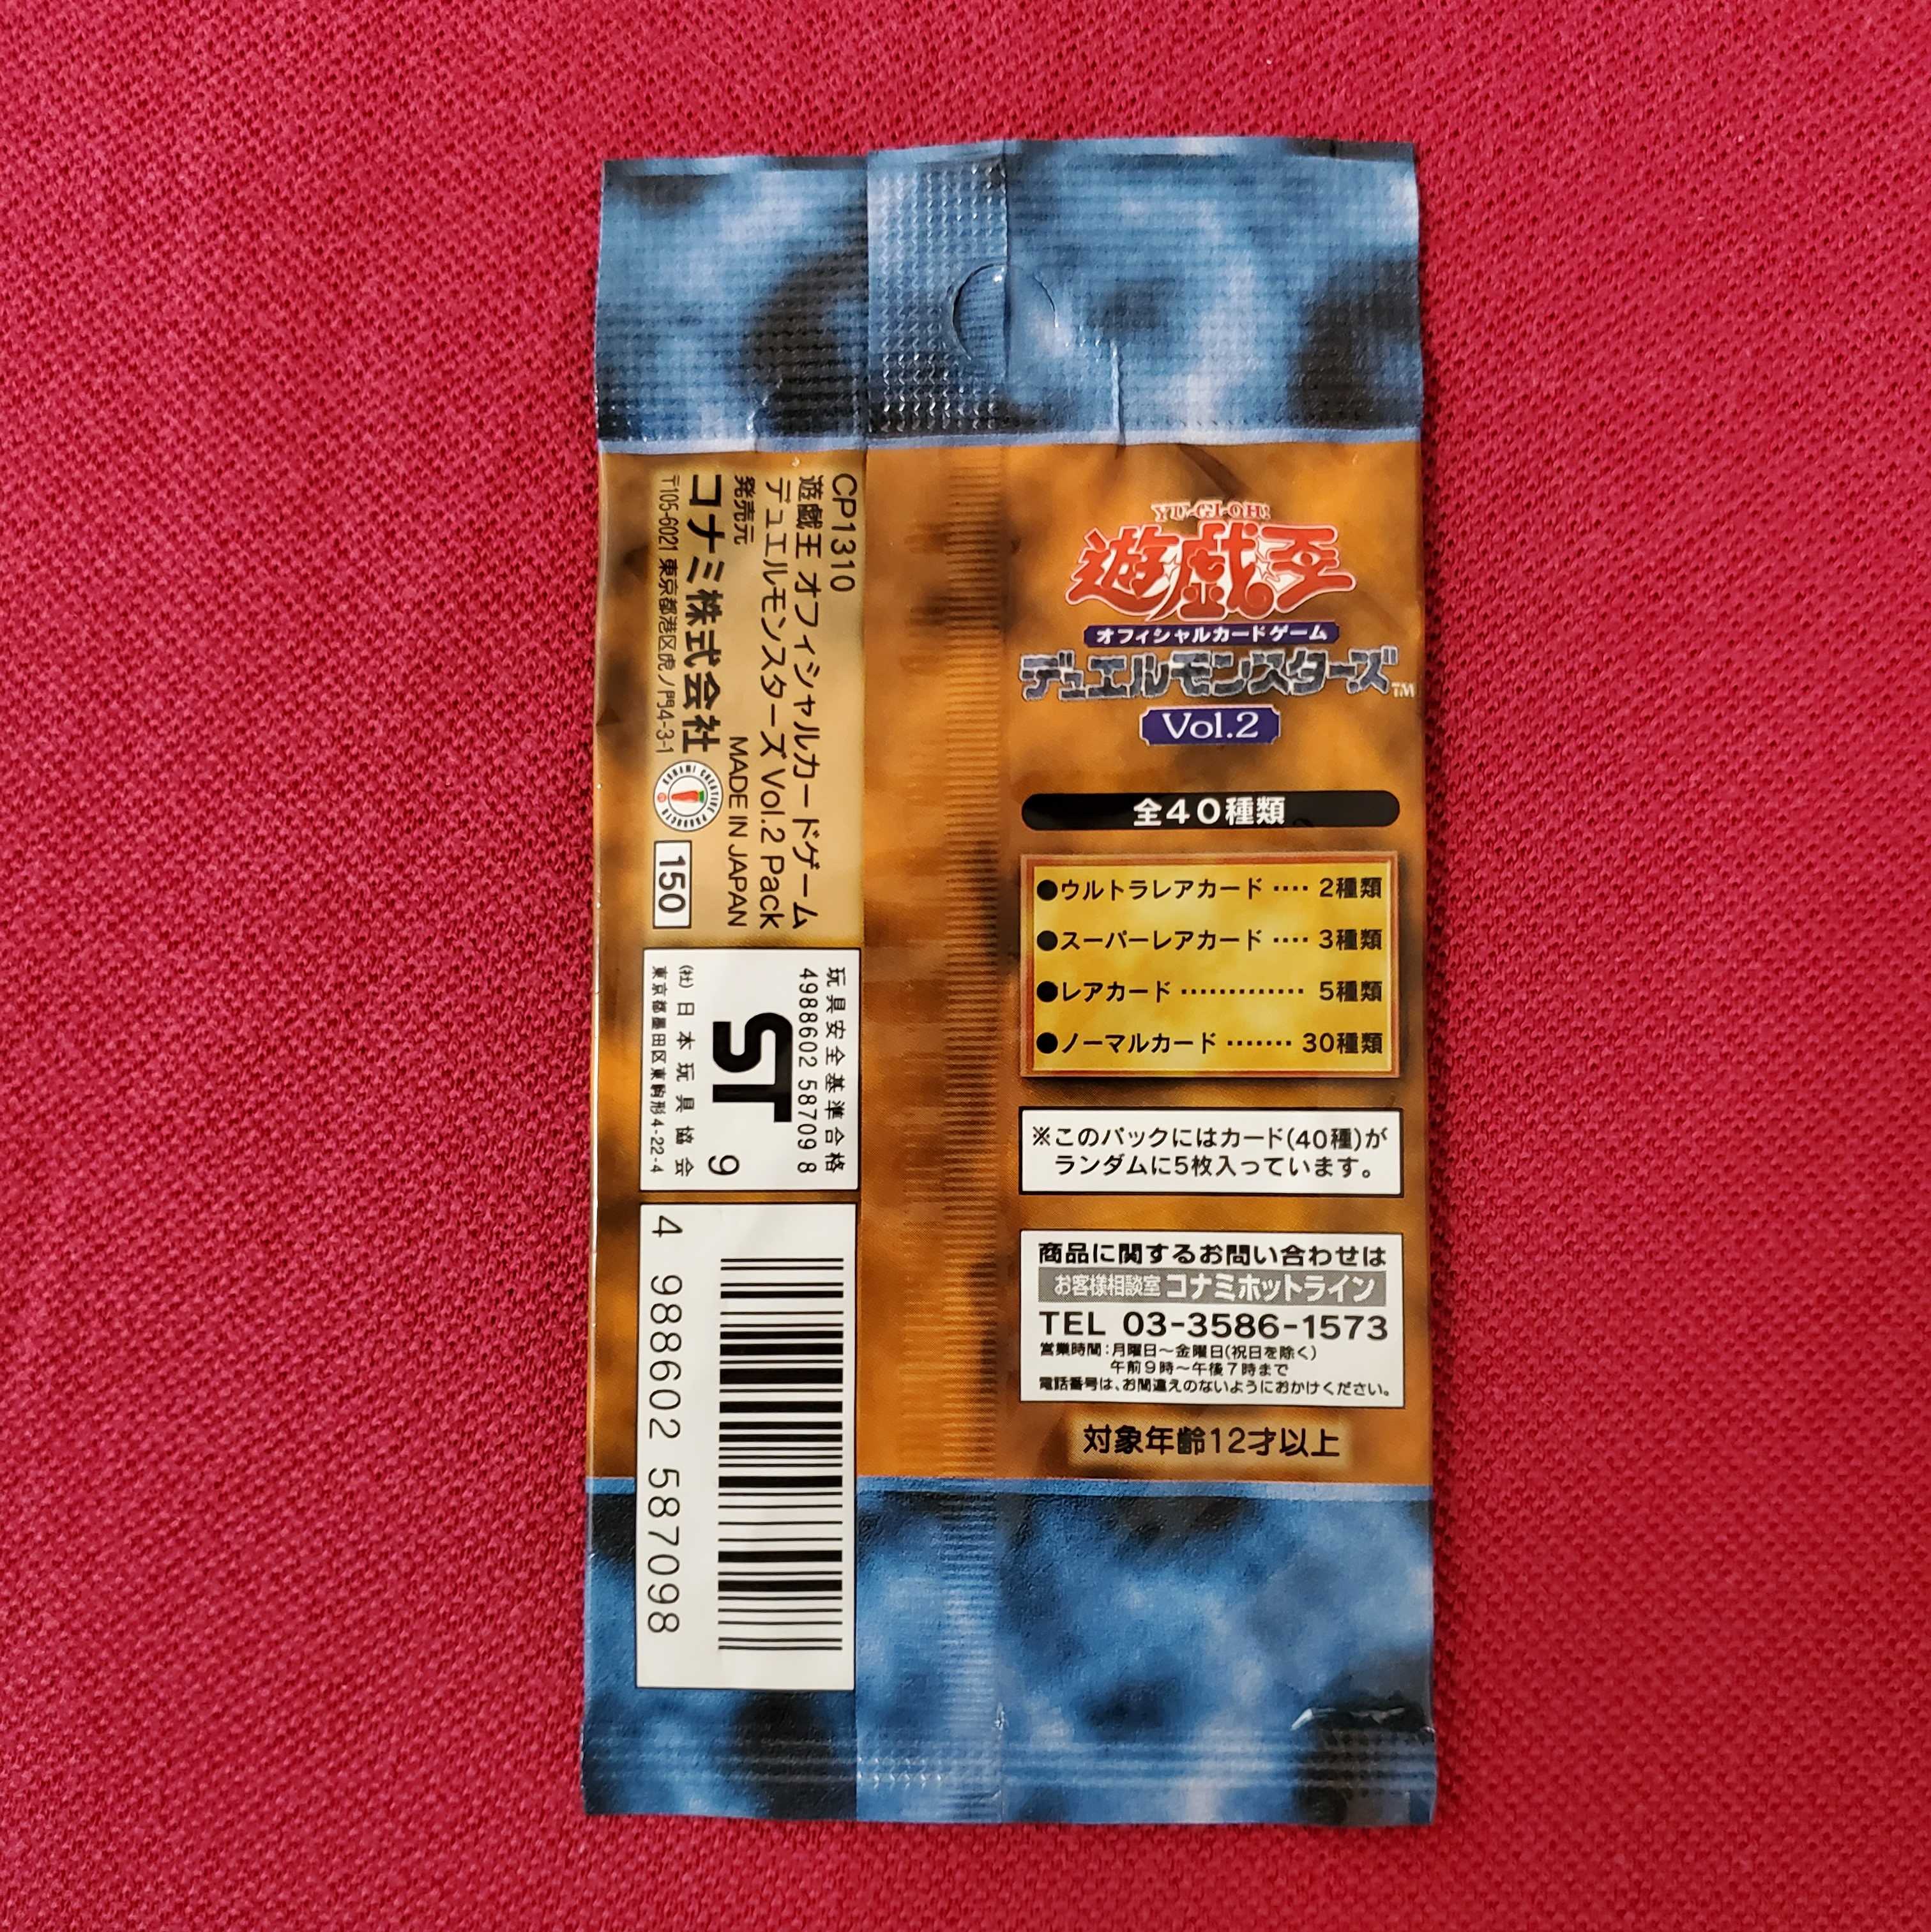 YU-GI-OH!
遊戯王
オフィシャルカードゲーム
デュエルモンスターズ™
Vol.2
全40種類
●ウルトラレアカード ···· 2種類
●スーパーレアカード ···· 3種類
●レアカード ············· 5種類
●ノーマルカード ······· 30種類
※このパックにはカード(40種)が
ランダムに5枚入っています。
商品に関するお問い合わせは
お客様相談室 コナミホットライン
TEL 03-3586-1573
営業時間:月曜日〜金曜日(祝日を除く)
午前9時〜午後7時まで
電話番号は、お間違えのないようにおかけください。
対象年齢12才以上
CP1310
遊戯王 オフィシャルカードゲーム
デュエルモンスターズ Vol.2 Pack
発売元 MADE IN JAPAN
コナミ株式会社
〒105-6021 東京都港区虎ノ門4-3-1
KONAMI CREATIVE PRODUCTS
150
玩具安全基準合格
4988602 58709 8
ST 9
(社)日本玩具協会
東京都墨田区東駒形4-22-4
4 988602 587098